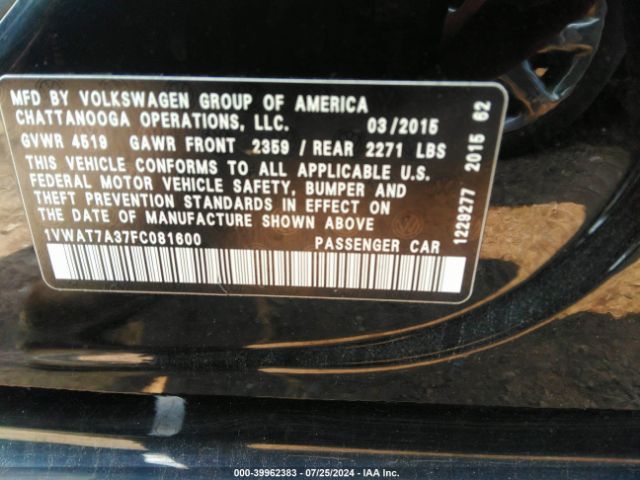 MFD BY VOLKSWAGEN GROUP OF AMERICA
CHATTANOOGA OPERATIONS, LLC. 03/2015
GVWR 4519 GAWR FRONT 2359 / REAR 2271 LBS
THIS VEHICLE CONFORMS TO ALL APPLICABLE U.S.
FEDERAL MOTOR VEHICLE SAFETY, BUMPER AND
THEFT PREVENTION STANDARDS IN EFFECT ON
THE DATE OF MANUFACTURE SHOWN ABOVE
1VWAT7A37FC081600 PASSENGER CAR
1229277 2015 62
000-39962383 - 07/25/2024 - IAA Inc.